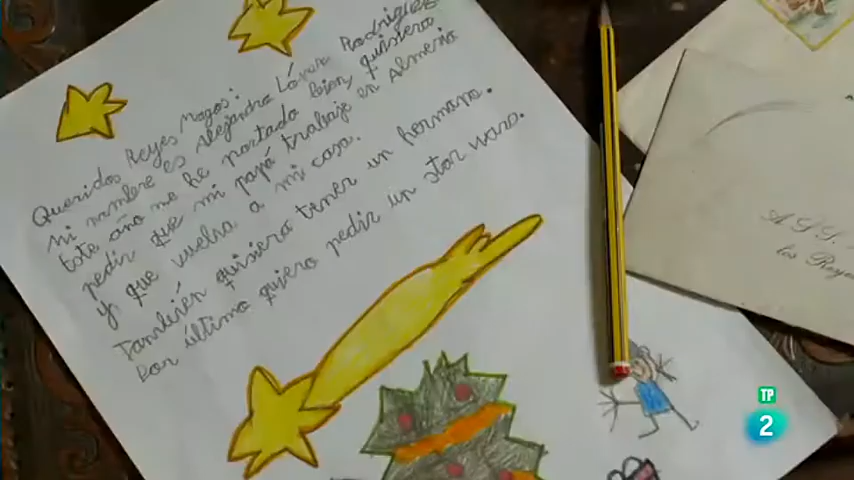 Queridos Reyes Magos:
Mi nombre es Alejandro López Rodríguez
Este año me he portado bien, quisiera
pedir que mi papá trabaje en Almería
y que vuelva a mi casa.
También quisiera tener un hermano.
Por último quiero pedir un star wars.
A S.S.
los Reyes
TP
2